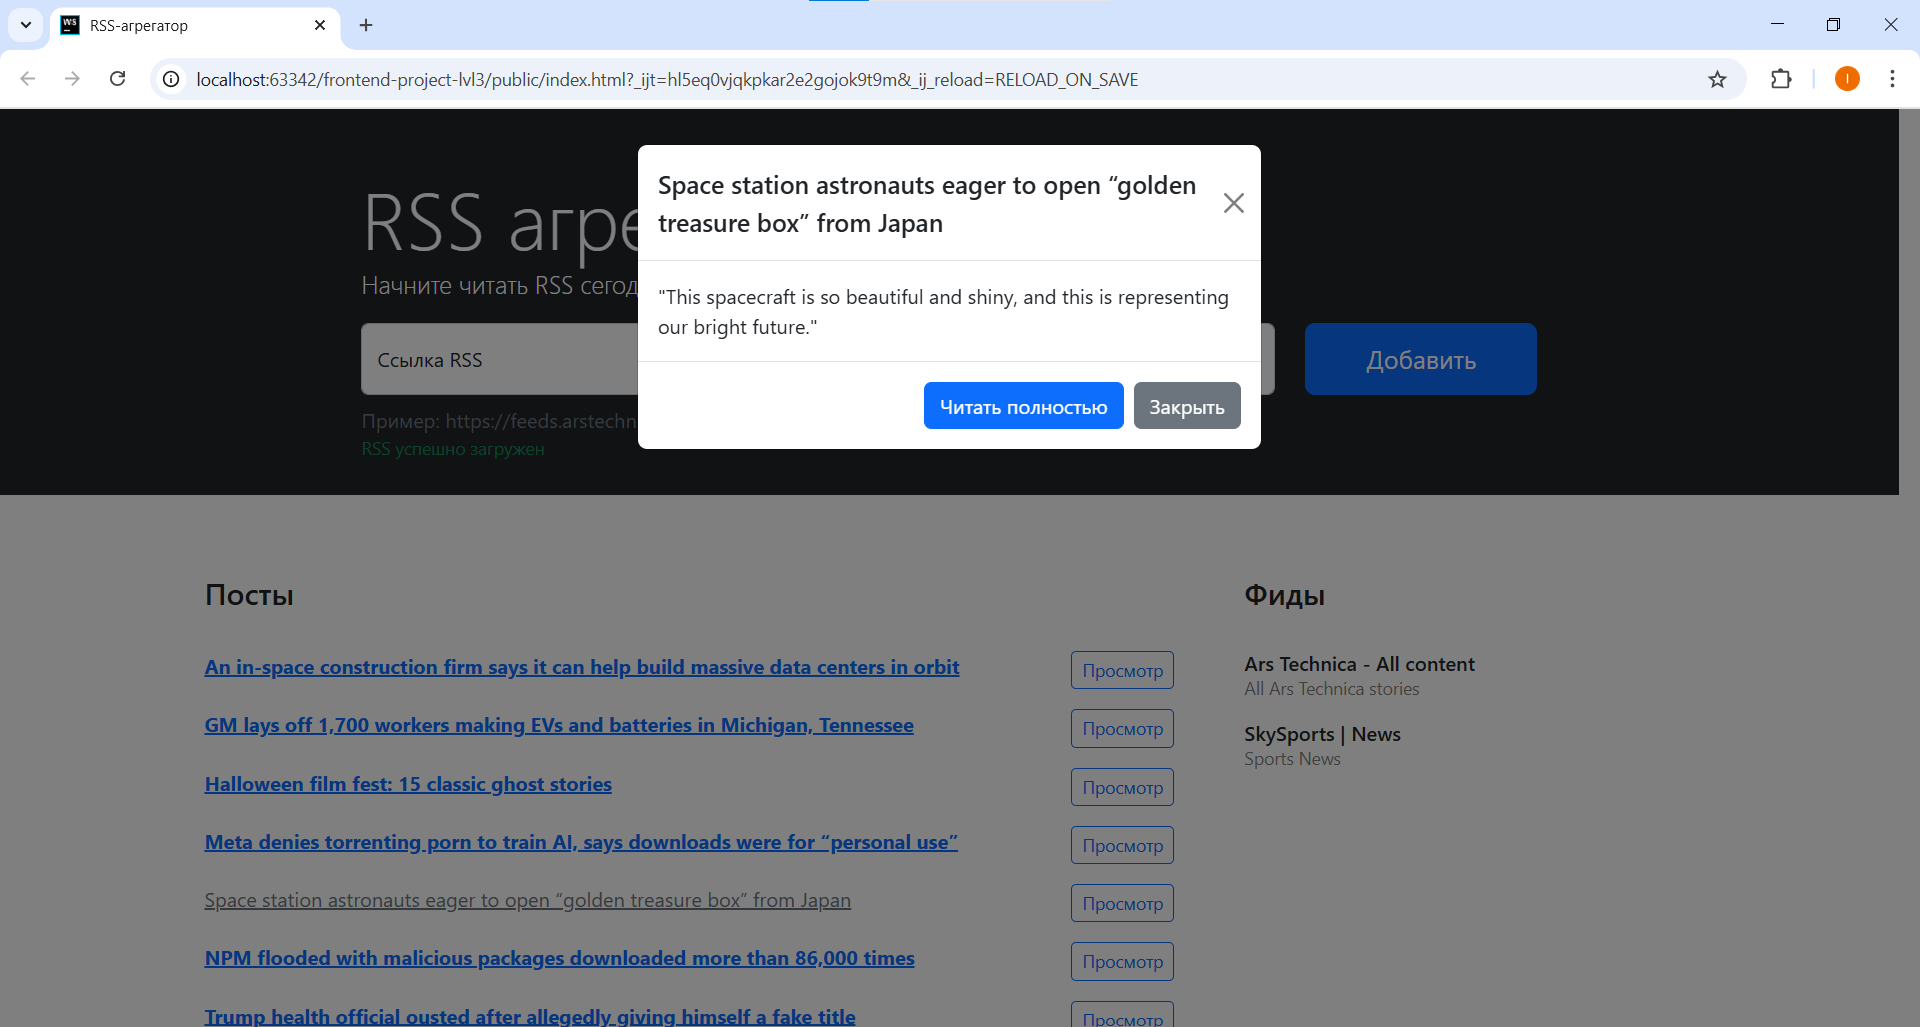 RSS-агрегатор
localhost:63342/frontend-project-lvl3/public/index.html?_ijt=hl5eq0vjqkpkar2e2gojok9t9m&_ij_reload=RELOAD_ON_SAVE
I
RSS агре
Начните читать RSS сегод
Ссылка RSS
Добавить
Пример: https://feeds.arstechn
RSS успешно загружен
Space station astronauts eager to open “golden
treasure box” from Japan
"This spacecraft is so beautiful and shiny, and this is representing
our bright future."
Читать полностью
Закрыть
Посты
An in-space construction firm says it can help build massive data centers in orbit
Просмотр
GM lays off 1,700 workers making EVs and batteries in Michigan, Tennessee
Просмотр
Halloween film fest: 15 classic ghost stories
Просмотр
Meta denies torrenting porn to train AI, says downloads were for “personal use”
Просмотр
Space station astronauts eager to open “golden treasure box” from Japan
Просмотр
NPM flooded with malicious packages downloaded more than 86,000 times
Просмотр
Trump health official ousted after allegedly giving himself a fake title
Просмотр
Фиды
Ars Technica - All content
All Ars Technica stories
SkySports | News
Sports News